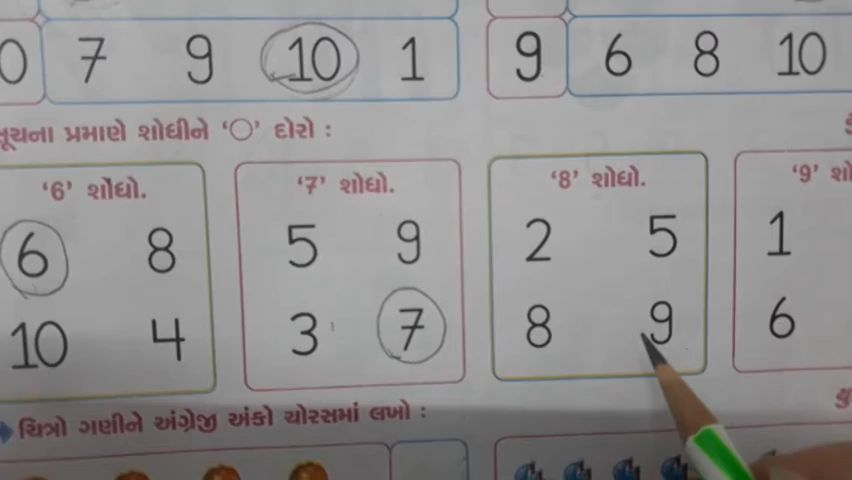 0 7 9 10 1 9 6 8 10
સૂચના પ્રમાણે શોધીને ‘○’ દોરો :
‘6’ શોધો. ‘7’ શોધો. ‘8’ શોધો. ‘9’
6 8 5 9 2 5 1
10 4 3 7 8 9 6
ચિત્રો ગણીને અંગ્રેજી અંકો ચોરસમાં લખો :